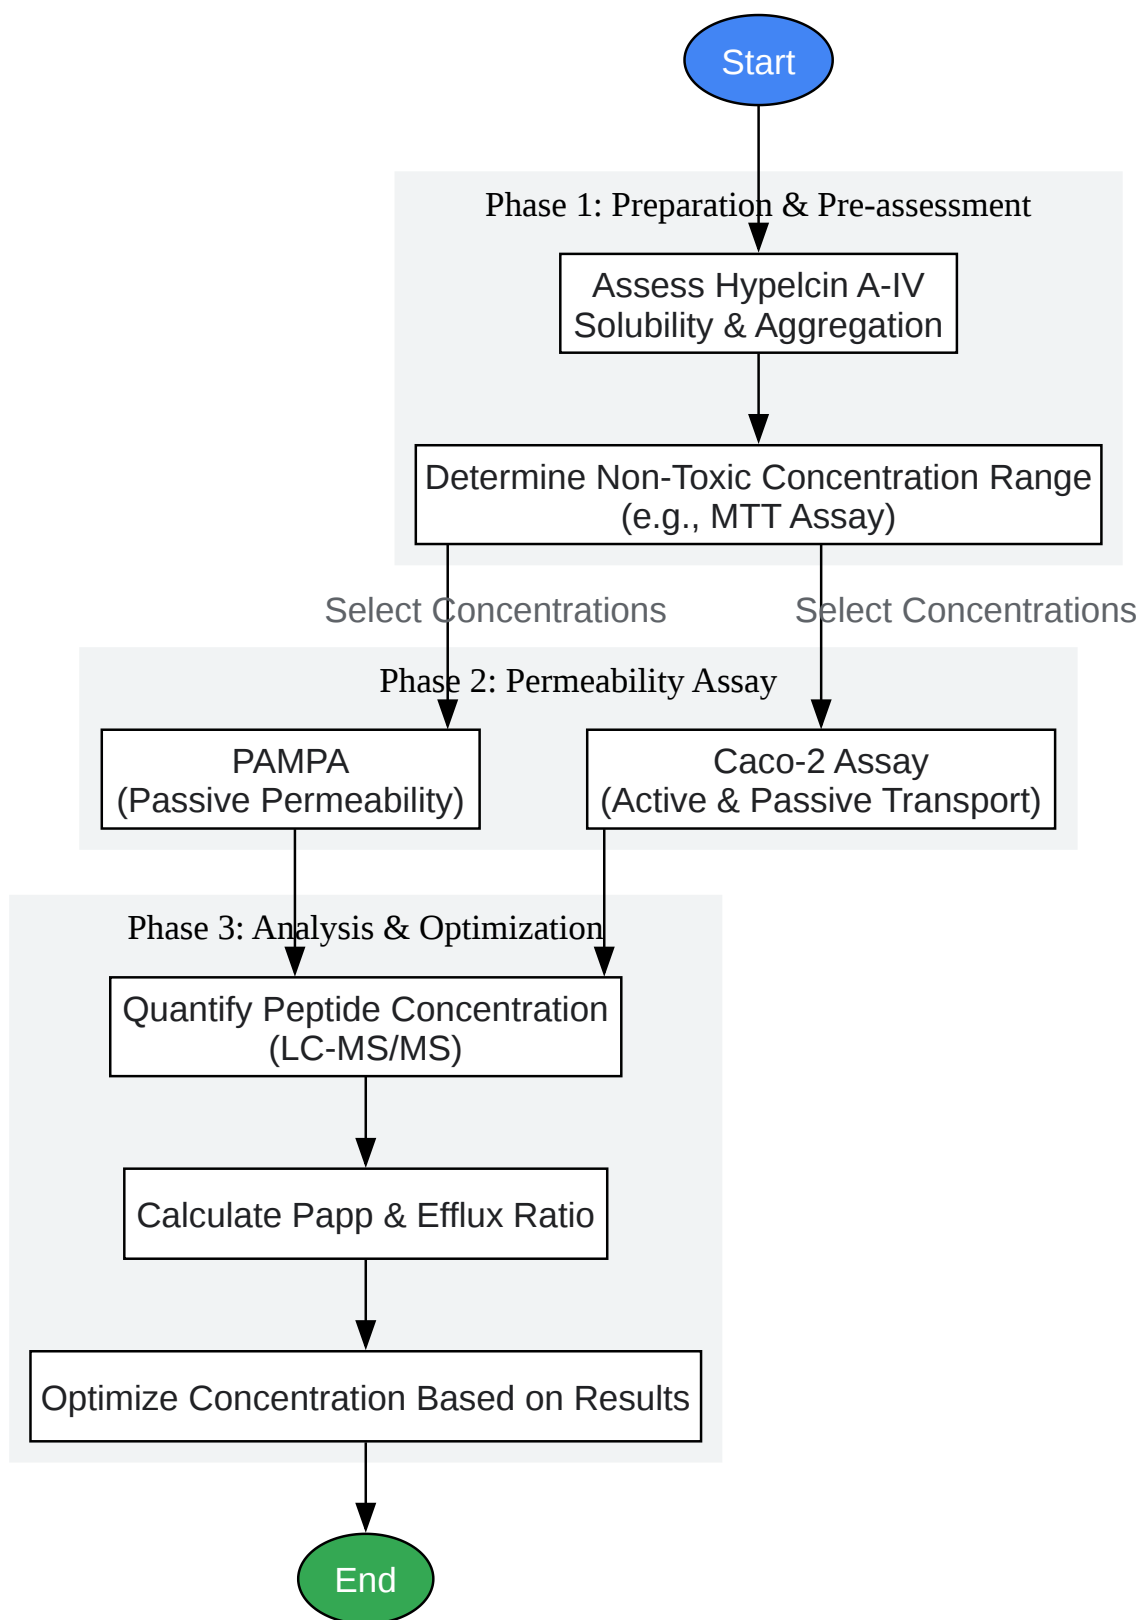 Start
Phase 1: Preparation & Pre-assessment
Assess Hypelcin A-IV
Solubility & Aggregation
Determine Non-Toxic Concentration Range
(e.g., MTT Assay)
Select Concentrations
Select Concentrations
Phase 2: Permeability Assay
PAMPA
(Passive Permeability)
Caco-2 Assay
(Active & Passive Transport)
Phase 3: Analysis & Optimization
Quantify Peptide Concentration
(LC-MS/MS)
Calculate Papp & Efflux Ratio
Optimize Concentration Based on Results
End